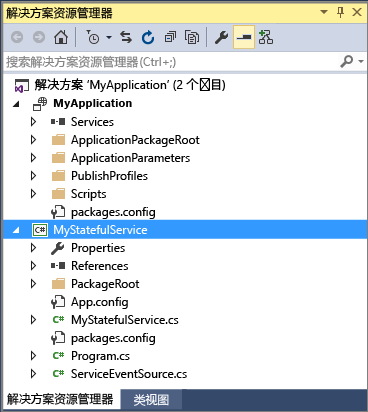 解决方案资源管理器
搜索解决方案资源管理器(Ctrl+;)
解决方案 ‘MyApplication’ (2 个目)
MyApplication
Services
ApplicationPackageRoot
ApplicationParameters
PublishProfiles
Scripts
packages.config
MyStatefulService
Properties
References
PackageRoot
App.config
MyStatefulService.cs
packages.config
Program.cs
ServiceEventSource.cs
解决方案资源管理器 类视图